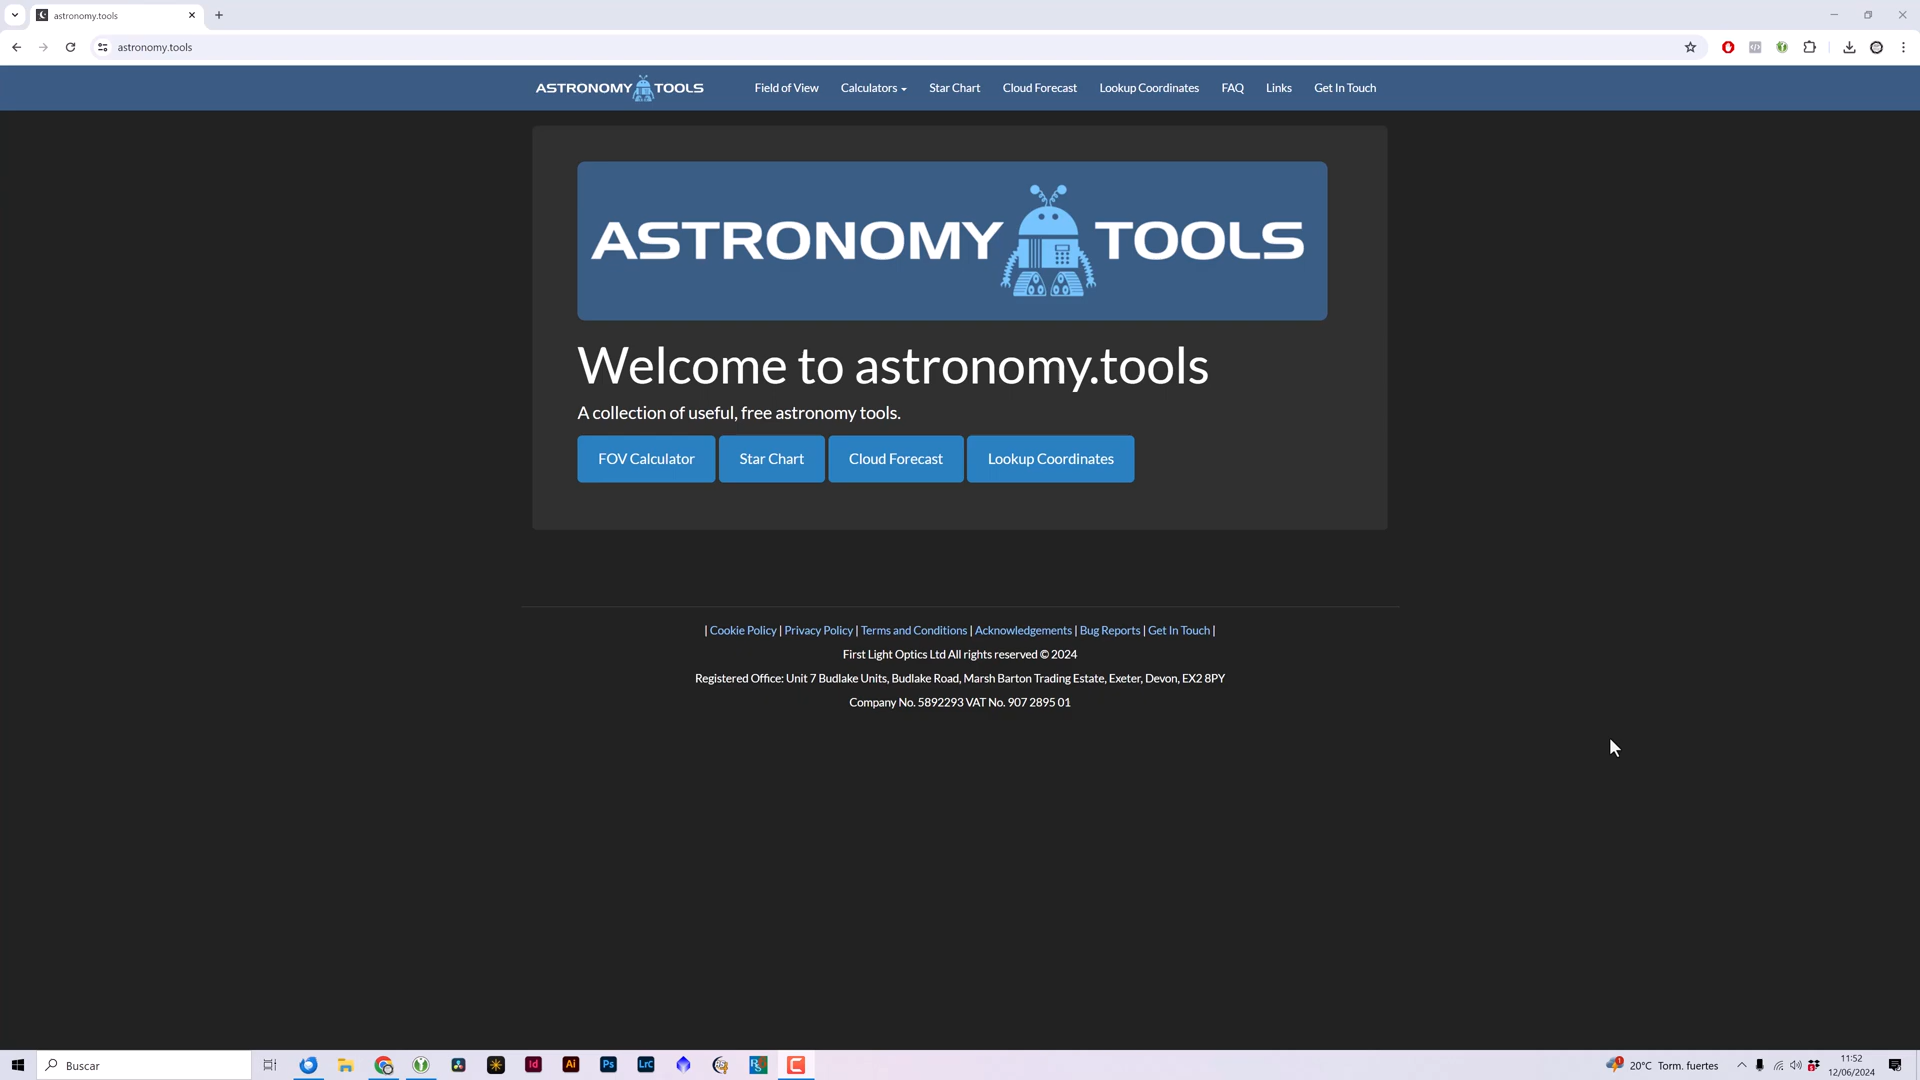 astronomy.tools
astronomy.tools
ASTRONOMY TOOLS
Field of View
Calculators
Star Chart
Cloud Forecast
Lookup Coordinates
FAQ
Links
Get In Touch
ASTRONOMY TOOLS
Welcome to astronomy.tools
A collection of useful, free astronomy tools.
FOV Calculator
Star Chart
Cloud Forecast
Lookup Coordinates
| Cookie Policy | Privacy Policy | Terms and Conditions | Acknowledgements | Bug Reports | Get In Touch |
First Light Optics Ltd All rights reserved © 2024
Registered Office: Unit 7 Budlake Units, Budlake Road, Marsh Barton Trading Estate, Exeter, Devon, EX2 8PY
Company No. 5892293 VAT No. 907 2895 01
Buscar
Id
Ai
Ps
LrC
20°C Torm. fuertes
11:52
12/06/2024